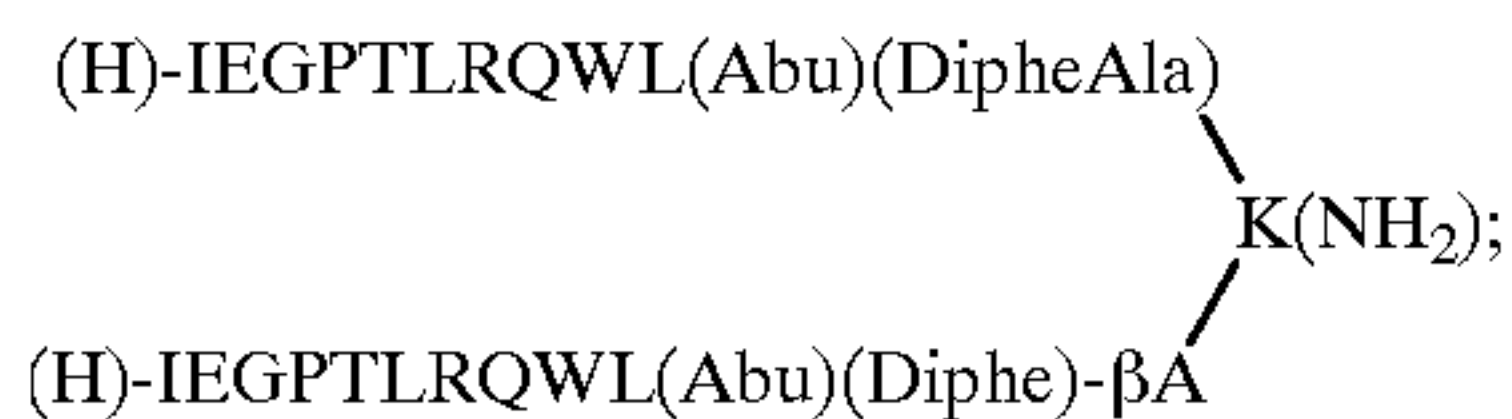 (H)-IEGPTLRQWL(Abu)(DipheAla)
K(NH₂);
(H)-IEGPTLRQWL(Abu)(Diphe)-βA